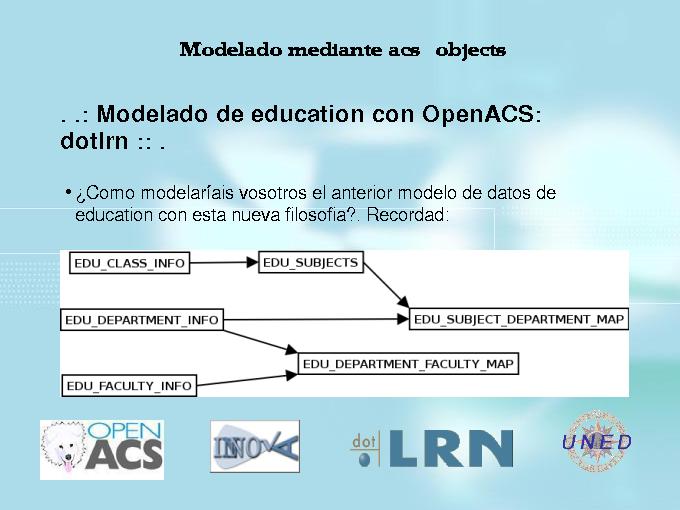 Modelado mediante acs objects
. .: Modelado de education con OpenACS:
dotlrn :: .
• ¿Como modelaríais vosotros el anterior modelo de datos de
education con esta nueva filosofia?. Recordad:
EDU_CLASS_INFO
EDU_SUBJECTS
EDU_DEPARTMENT_INFO
EDU_SUBJECT_DEPARTMENT_MAP
EDU_DEPARTMENT_FACULTY_MAP
EDU_FACULTY_INFO
OPEN
ACS
INNOVA
dot LRN
UNED